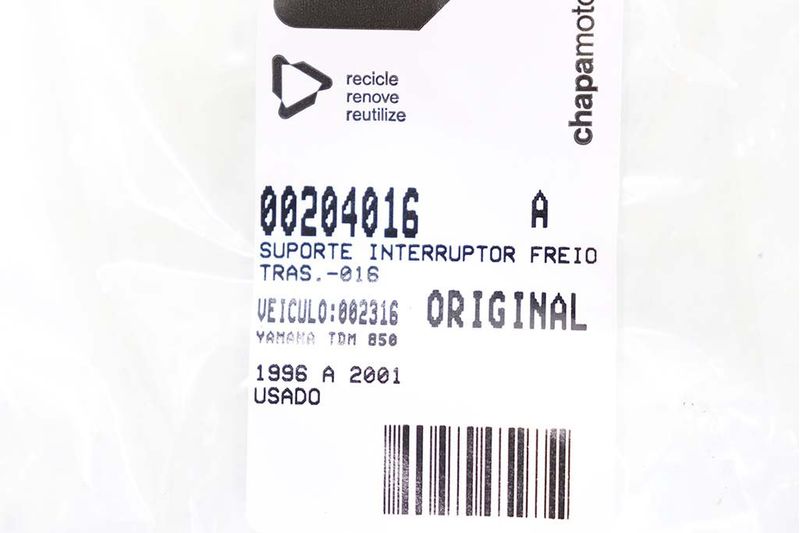 recicle
renove
reutilize
chapamoto
00204016 A
SUPORTE INTERRUPTOR FREIO
TRAS.-016
VEICULO:002316 ORIGINAL
YAMAHA TDM 850
1996 A 2001
USADO